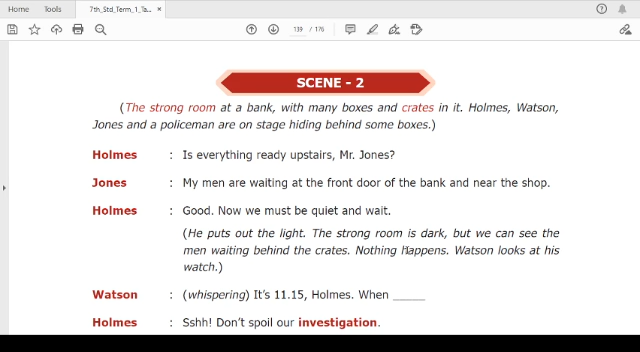 Home Tools 7th_Std_Term_1_Ta... ×
139 / 176
SCENE - 2
(The strong room at a bank, with many boxes and crates in it. Holmes, Watson,
Jones and a policeman are on stage hiding behind some boxes.)
Holmes : Is everything ready upstairs, Mr. Jones?
Jones : My men are waiting at the front door of the bank and near the shop.
Holmes : Good. Now we must be quiet and wait.
(He puts out the light. The strong room is dark, but we can see the
men waiting behind the crates. Nothing happens. Watson looks at his
watch.)
Watson : (whispering) It's 11.15, Holmes. When _____
Holmes : Sshh! Don't spoil our investigation.